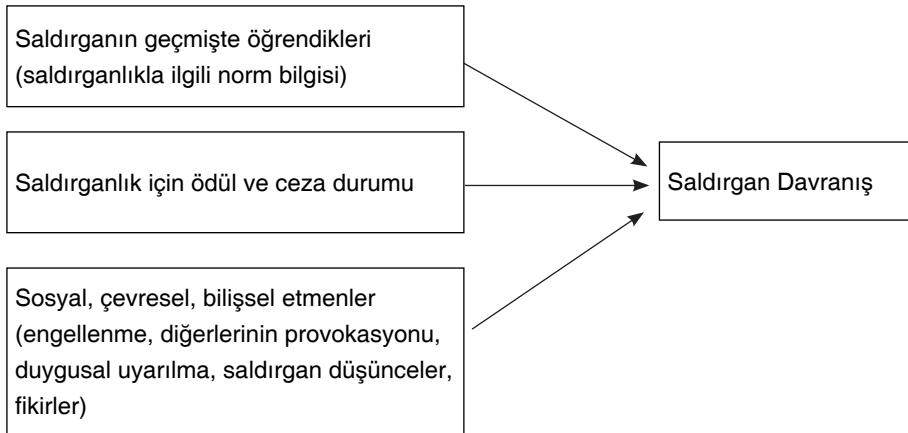 Saldırganın geçmişte öğrendikleri
(saldırganlıkla ilgili norm bilgisi)
Saldırganlık için ödül ve ceza durumu
Saldırgan Davranış
Sosyal, çevresel, bilişsel etmenler
(engellenme, diğerlerinin provokasyonu,
duygusal uyarılma, saldırgan düşünceler,
fikirler)